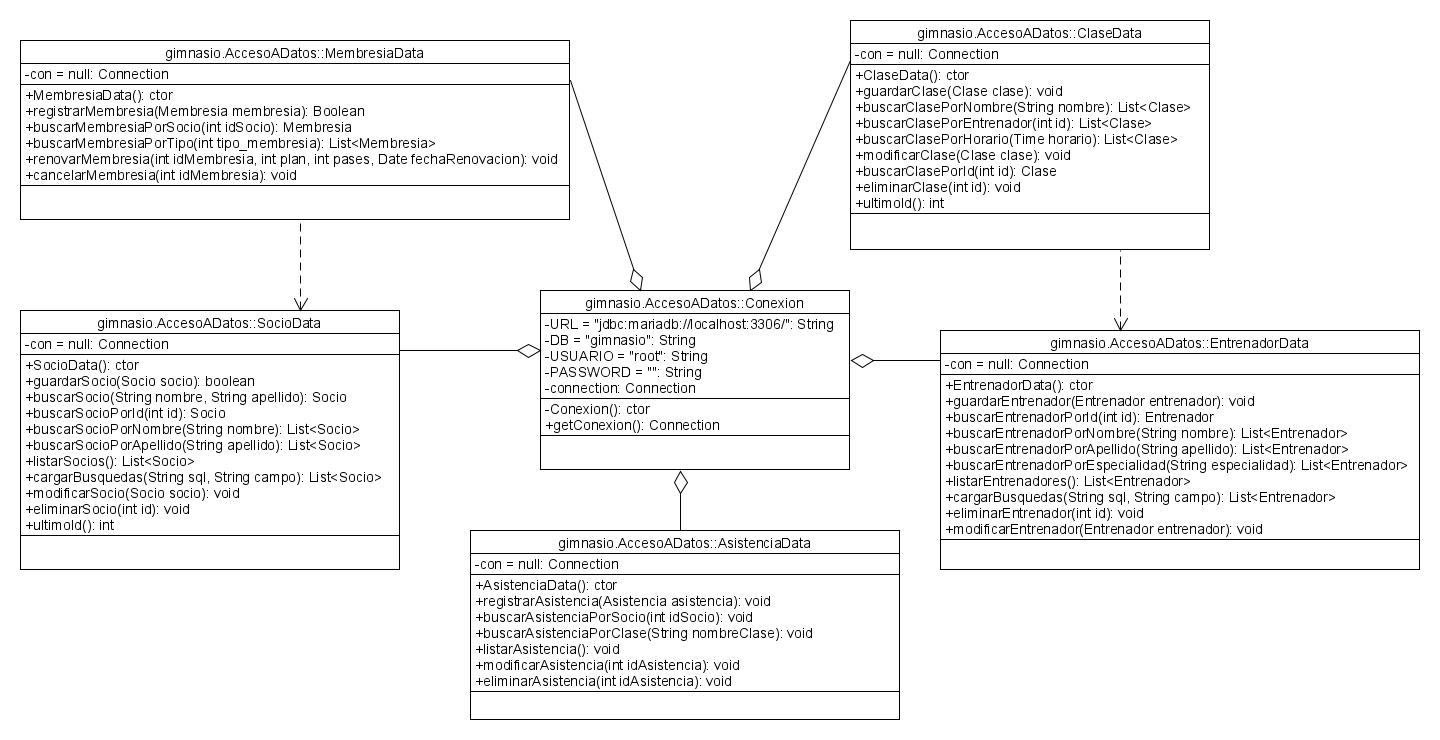 gimnasio.AccesoADatos::MembresiaData
-con = null: Connection
+MembresiaData(): ctor
+registrarMembresia(Membresia membresia): Boolean
+buscarMembresiaPorSocio(int idSocio): Membresia
+buscarMembresiaPorTipo(int tipo_membresia): List<Membresia>
+renovarMembresia(int idMembresia, int plan, int pases, Date fechaRenovacion): void
+cancelarMembresia(int idMembresia): void
gimnasio.AccesoADatos::ClaseData
-con = null: Connection
+ClaseData(): ctor
+guardarClase(Clase clase): void
+buscarClasePorNombre(String nombre): List<Clase>
+buscarClasePorEntrenador(int id): List<Clase>
+buscarClasePorHorario(Time horario): List<Clase>
+modificarClase(Clase clase): void
+buscarClasePorId(int id): Clase
+eliminarClase(int id): void
+ultimoId(): int
gimnasio.AccesoADatos::SocioData
-con = null: Connection
+SocioData(): ctor
+guardarSocio(Socio socio): boolean
+buscarSocio(String nombre, String apellido): Socio
+buscarSocioPorId(int id): Socio
+buscarSocioPorNombre(String nombre): List<Socio>
+buscarSocioPorApellido(String apellido): List<Socio>
+listarSocios(): List<Socio>
+cargarBusquedas(String sql, String campo): List<Socio>
+modificarSocio(Socio socio): void
+eliminarSocio(int id): void
+ultimoId(): int
gimnasio.AccesoADatos::Conexion
-URL = "jdbc:mariadb://localhost:3306/": String
-DB = "gimnasio": String
-USUARIO = "root": String
-PASSWORD = "": String
-connection: Connection
-Conexion(): ctor
+getConexion(): Connection
gimnasio.AccesoADatos::EntrenadorData
-con = null: Connection
+EntrenadorData(): ctor
+guardarEntrenador(Entrenador entrenador): void
+buscarEntrenadorPorId(int id): Entrenador
+buscarEntrenadorPorNombre(String nombre): List<Entrenador>
+buscarEntrenadorPorApellido(String apellido): List<Entrenador>
+buscarEntrenadorPorEspecialidad(String especialidad): List<Entrenador>
+listarEntrenadores(): List<Entrenador>
+cargarBusquedas(String sql, String campo): List<Entrenador>
+eliminarEntrenador(int id): void
+modificarEntrenador(Entrenador entrenador): void
gimnasio.AccesoADatos::AsistenciaData
-con = null: Connection
+AsistenciaData(): ctor
+registrarAsistencia(Asistencia asistencia): void
+buscarAsistenciaPorSocio(int idSocio): void
+buscarAsistenciaPorClase(String nombreClase): void
+listarAsistencia(): void
+modificarAsistencia(int idAsistencia): void
+eliminarAsistencia(int idAsistencia): void